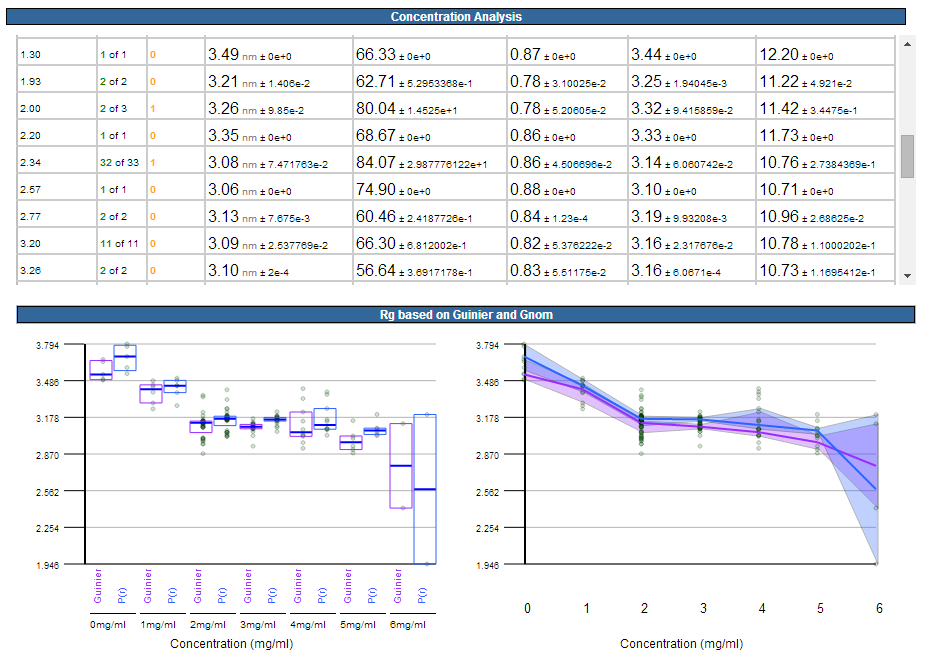 Concentration Analysis
1.30 1 of 1 0 3.49 nm ± 0e+0 66.33 ± 0e+0 0.87 ± 0e+0 3.44 ± 0e+0 12.20 ± 0e+0
1.93 2 of 2 0 3.21 nm ± 1.406e-2 62.71 ± 5.2953368e-1 0.78 ± 3.10025e-2 3.25 ± 1.94045e-3 11.22 ± 4.921e-2
2.00 2 of 3 1 3.26 nm ± 9.85e-2 80.04 ± 1.4525e+1 0.78 ± 5.20605e-2 3.32 ± 9.415859e-2 11.42 ± 3.4475e-1
2.20 1 of 1 0 3.35 nm ± 0e+0 68.67 ± 0e+0 0.86 ± 0e+0 3.33 ± 0e+0 11.73 ± 0e+0
2.34 32 of 33 1 3.08 nm ± 7.471763e-2 84.07 ± 2.987776122e+1 0.86 ± 4.506696e-2 3.14 ± 6.060742e-2 10.76 ± 2.7384369e-1
2.57 1 of 1 0 3.06 nm ± 0e+0 74.90 ± 0e+0 0.88 ± 0e+0 3.10 ± 0e+0 10.71 ± 0e+0
2.77 2 of 2 0 3.13 nm ± 7.675e-3 60.46 ± 2.4187726e-1 0.84 ± 1.23e-4 3.19 ± 9.93208e-3 10.96 ± 2.68625e-2
3.20 11 of 11 0 3.09 nm ± 2.537769e-2 66.30 ± 6.812002e-1 0.82 ± 5.376222e-2 3.16 ± 2.317676e-2 10.78 ± 1.1000202e-1
3.26 2 of 2 0 3.10 nm ± 2e-4 56.64 ± 3.6917178e-1 0.83 ± 5.51175e-2 3.16 ± 6.0671e-4 10.73 ± 1.1695412e-1
Rg based on Guinier and Gnom
3.794
3.486
3.178
2.870
2.562
2.254
1.946
Guinier P(r) Guinier P(r) Guinier P(r) Guinier P(r) Guinier P(r) Guinier P(r) Guinier P(r)
0mg/ml 1mg/ml 2mg/ml 3mg/ml 4mg/ml 5mg/ml 6mg/ml
Concentration (mg/ml)
3.794
3.486
3.178
2.870
2.562
2.254
1.946
0 1 2 3 4 5 6
Concentration (mg/ml)